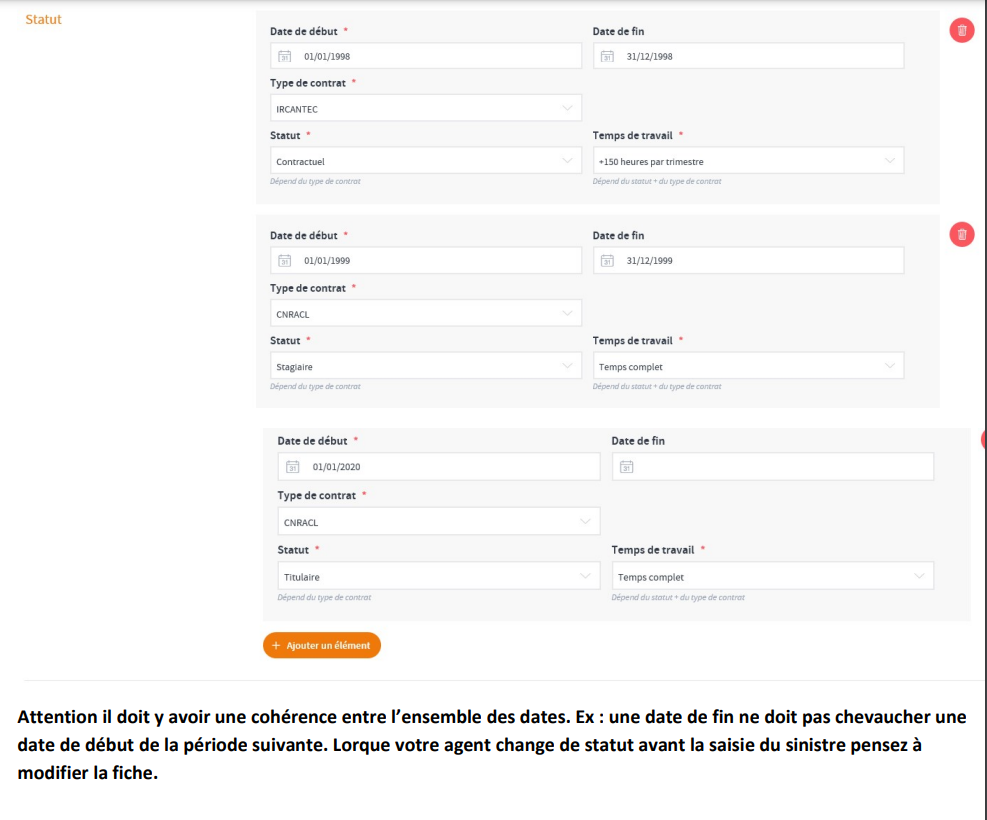 Statut
Date de début * Date de fin
01/01/1998 31/12/1998
Type de contrat *
IRCANTEC
Statut * Temps de travail *
Contractuel +150 heures par trimestre
Dépend du type de contrat Dépend du statut + du type de contrat
Date de début * Date de fin
01/01/1999 31/12/1999
Type de contrat *
CNRACL
Statut * Temps de travail *
Stagiaire Temps complet
Dépend du type de contrat Dépend du statut + du type de contrat
Date de début * Date de fin
01/01/2020
Type de contrat *
CNRACL
Statut * Temps de travail *
Titulaire Temps complet
Dépend du type de contrat Dépend du statut + du type de contrat
+ Ajouter un élément
Attention il doit y avoir une cohérence entre l’ensemble des dates. Ex : une date de fin ne doit pas chevaucher une
date de début de la période suivante. Lorque votre agent change de statut avant la saisie du sinistre pensez à
modifier la fiche.